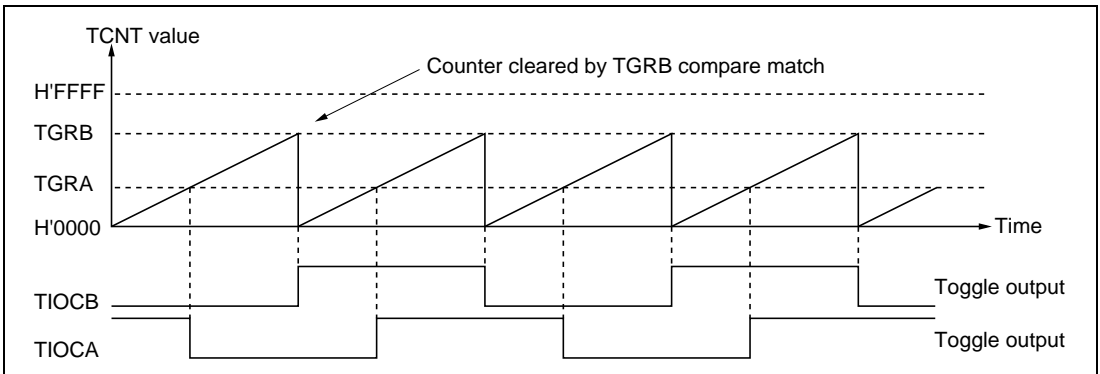 TCNT value
Counter cleared by TGRB compare match
H'FFFF
TGRB
TGRA
H'0000
Time
TIOCB
Toggle output
TIOCA
Toggle output